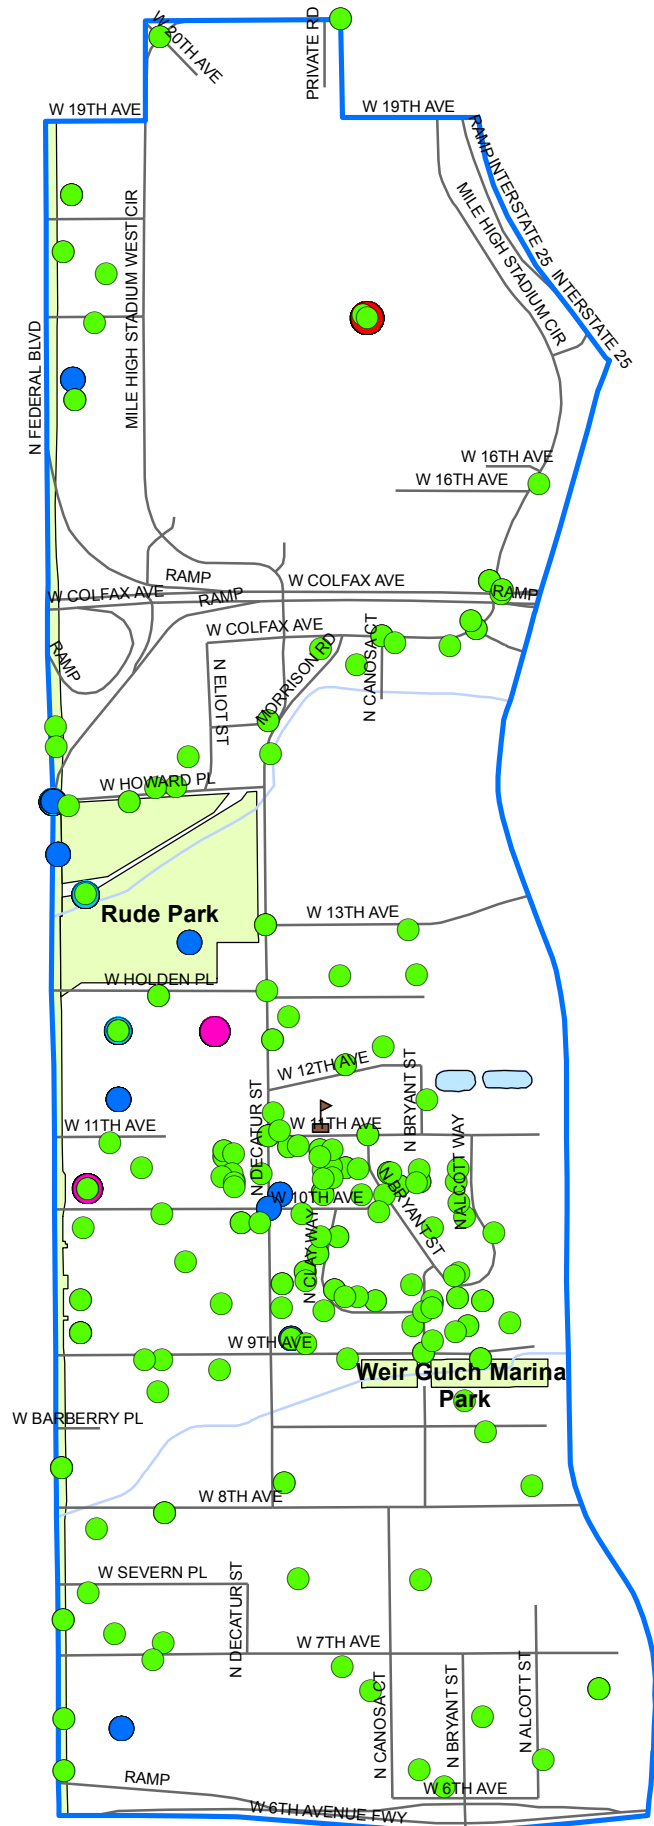 W 20TH AVE
PRIVATE RD
W 19TH AVE
W 19TH AVE
RAMP
INTERSTATE 25
INTERSTATE 25
MILE HIGH STADIUM WEST CIR
MILE HIGH STADIUM CIR
N FEDERAL BLVD
W 16TH AVE
W 16TH AVE
RAMP
W COLFAX AVE
W COLFAX AVE
RAMP
RAMP
W COLFAX AVE
RAMP
N ELIOT ST
MORRISON RD
N CANOSA CT
W HOWARD PL
Rude Park
W 13TH AVE
W HOLDEN PL
W 12TH AVE
N BRYANT ST
N DECATUR ST
W 11TH AVE
W 11TH AVE
N ALCOTT WAY
N BRYANT ST
W 10TH AVE
N CLAY WAY
W 9TH AVE
Weir Gulch Marina
Park
W BARBERRY PL
W 8TH AVE
W SEVERN PL
N DECATUR ST
W 7TH AVE
N CANOSA CT
N BRYANT ST
N ALCOTT ST
RAMP
W 6TH AVE
W 6TH AVENUE FWY